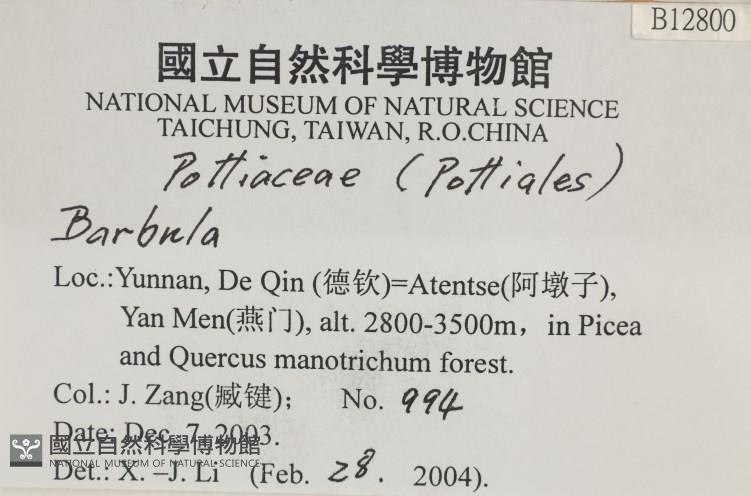 B12800
國立自然科學博物館
NATIONAL MUSEUM OF NATURAL SCIENCE
TAICHUNG, TAIWAN, R.O.CHINA
Pottiaceae (Pottiales)
Barbula
Loc.:Yunnan, De Qin (德钦)=Atentse(阿墩子),
Yan Men(燕门), alt. 2800-3500m，in Picea
and Quercus manotrichum forest.
Col.: J. Zang(臧键)； No. 994
Date: Dec. 7, 2003.
國立自然科學博物館
NATIONAL MUSEUM OF NATURAL SCIENCE
Det.: X. –J. Li (Feb. 28. 2004).